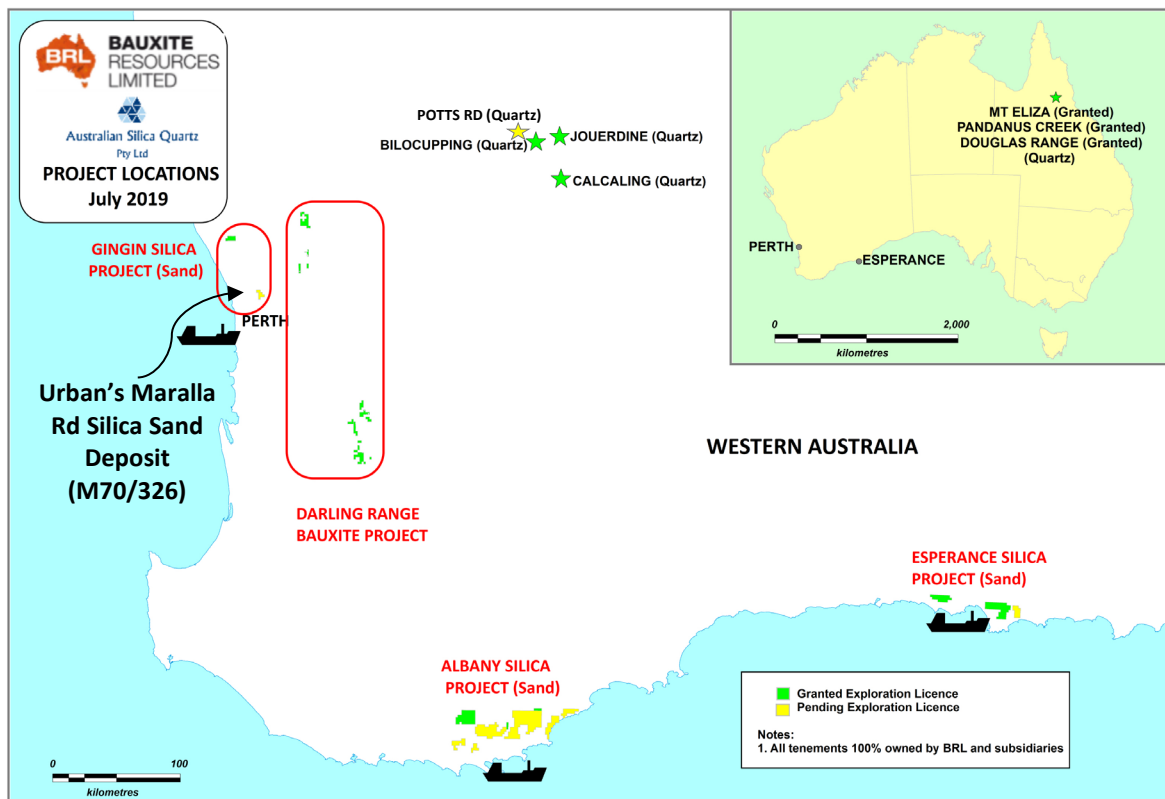 BRL
BAUXITE
RESOURCES
LIMITED
Australian Silica Quartz
Pty Ltd
PROJECT LOCATIONS
July 2019
POTTS RD (Quartz)
BILOCUPPING (Quartz)
JOUERDINE (Quartz)
CALCALING (Quartz)
MT ELIZA (Granted)
PANDANUS CREEK (Granted)
DOUGLAS RANGE (Granted)
(Quartz)
PERTH
ESPERANCE
0 2,000
kilometres
GINGIN SILICA
PROJECT (Sand)
PERTH
Urban’s Maralla
Rd Silica Sand
Deposit
(M70/326)
WESTERN AUSTRALIA
DARLING RANGE
BAUXITE PROJECT
ESPERANCE SILICA
PROJECT (Sand)
ALBANY SILICA
PROJECT (Sand)
Granted Exploration Licence
Pending Exploration Licence
Notes:
1. All tenements 100% owned by BRL and subsidiaries
0 100
kilometres